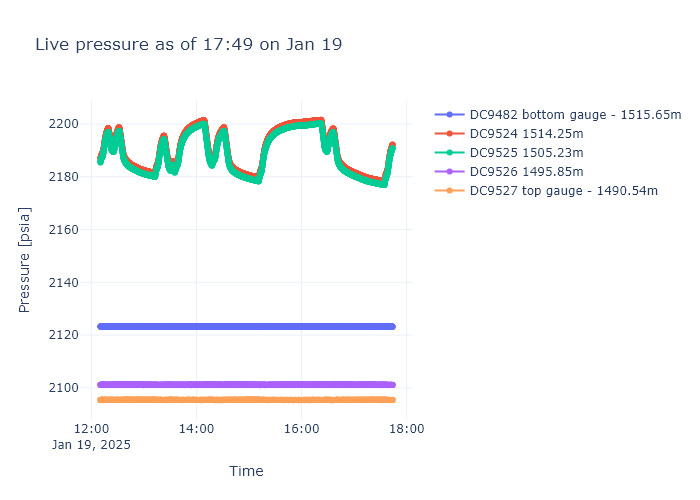 Live pressure as of 17:49 on Jan 19
DC9482 bottom gauge - 1515.65m
DC9524 1514.25m
DC9525 1505.23m
DC9526 1495.85m
DC9527 top gauge - 1490.54m
Pressure [psia]
2200
2180
2160
2140
2120
2100
12:00
14:00
16:00
18:00
Jan 19, 2025
Time